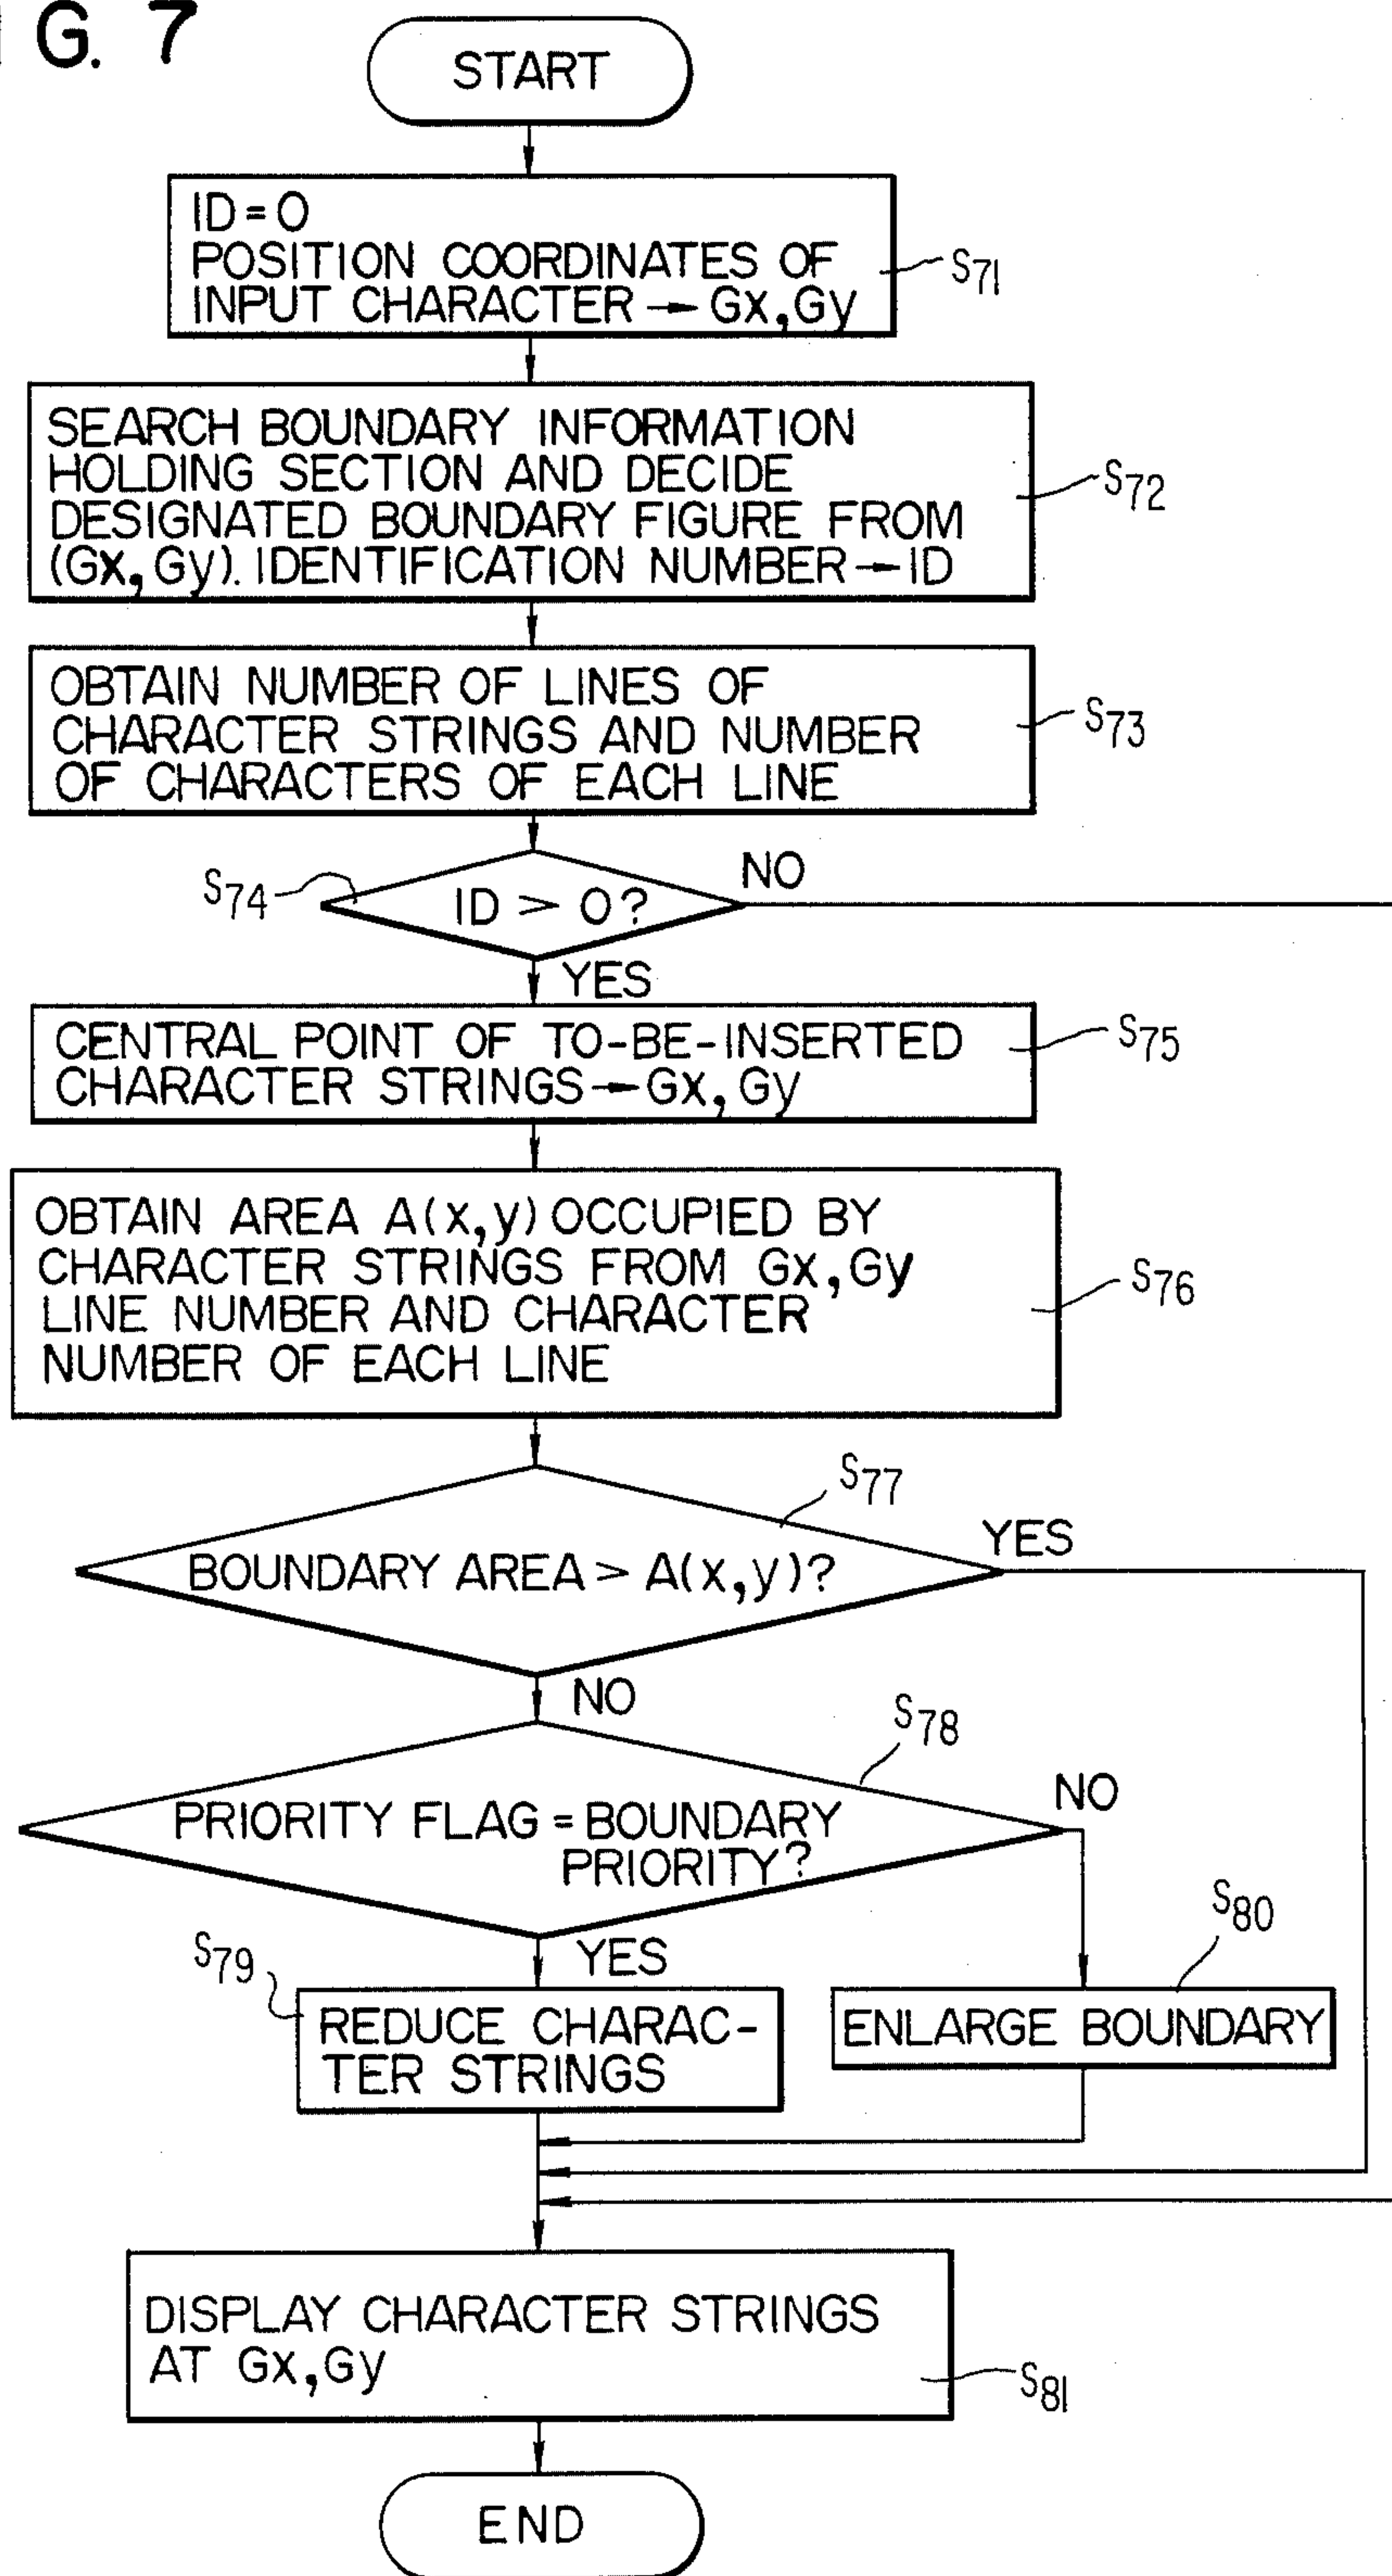 G. 7
START
ID = 0
POSITION COORDINATES OF
INPUT CHARACTER → Gx, Gy
S71
SEARCH BOUNDARY INFORMATION
HOLDING SECTION AND DECIDE
DESIGNATED BOUNDARY FIGURE FROM
(Gx, Gy). IDENTIFICATION NUMBER → ID
S72
OBTAIN NUMBER OF LINES OF
CHARACTER STRINGS AND NUMBER
OF CHARACTERS OF EACH LINE
S73
S74
ID > 0?
NO
YES
CENTRAL POINT OF TO-BE-INSERTED
CHARACTER STRINGS → Gx, Gy
S75
OBTAIN AREA A(x,y) OCCUPIED BY
CHARACTER STRINGS FROM Gx, Gy
LINE NUMBER AND CHARACTER
NUMBER OF EACH LINE
S76
S77
BOUNDARY AREA > A(x,y)?
YES
NO
S78
PRIORITY FLAG = BOUNDARY
PRIORITY?
NO
YES
S79
REDUCE CHARAC-
TER STRINGS
S80
ENLARGE BOUNDARY
DISPLAY CHARACTER STRINGS
AT Gx, Gy
S81
END